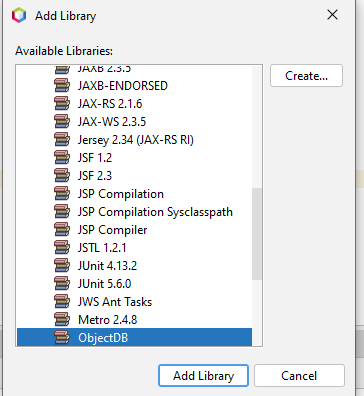 Add Library
Available Libraries:
JAXB 2.3.5
Create...
JAXB-ENDORSED
JAX-RS 2.1.6
JAX-WS 2.3.5
Jersey 2.34 (JAX-RS RI)
JSF 1.2
JSF 2.3
JSP Compilation
JSP Compilation Sysclasspath
JSP Compiler
JSTL 1.2.1
JUnit 4.13.2
JUnit 5.6.0
JWS Ant Tasks
Metro 2.4.8
ObjectDB
Add Library
Cancel